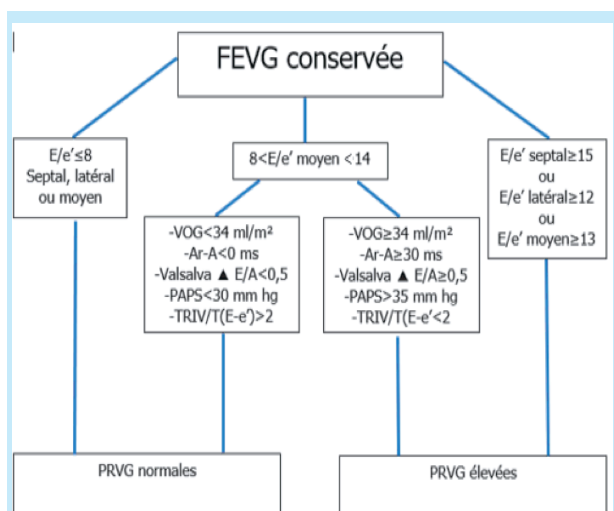 FEVG conservée
E/e’≤8
Septal, latéral
ou moyen
8<E/e’ moyen <14
E/e’ septal≥15
ou
E/e’ latéral≥12
ou
E/e’ moyen≥13
-VOG<34 ml/m²
-Ar-A<0 ms
-Valsalva ▲ E/A<0,5
-PAPS<30 mm hg
-TRIV/T(E-e’)>2
-VOG≥34 ml/m²
-Ar-A≥30 ms
-Valsalva ▲ E/A≥0,5
-PAPS>35 mm hg
-TRIV/T(E-e’<2
PRVG normales
PRVG élevées